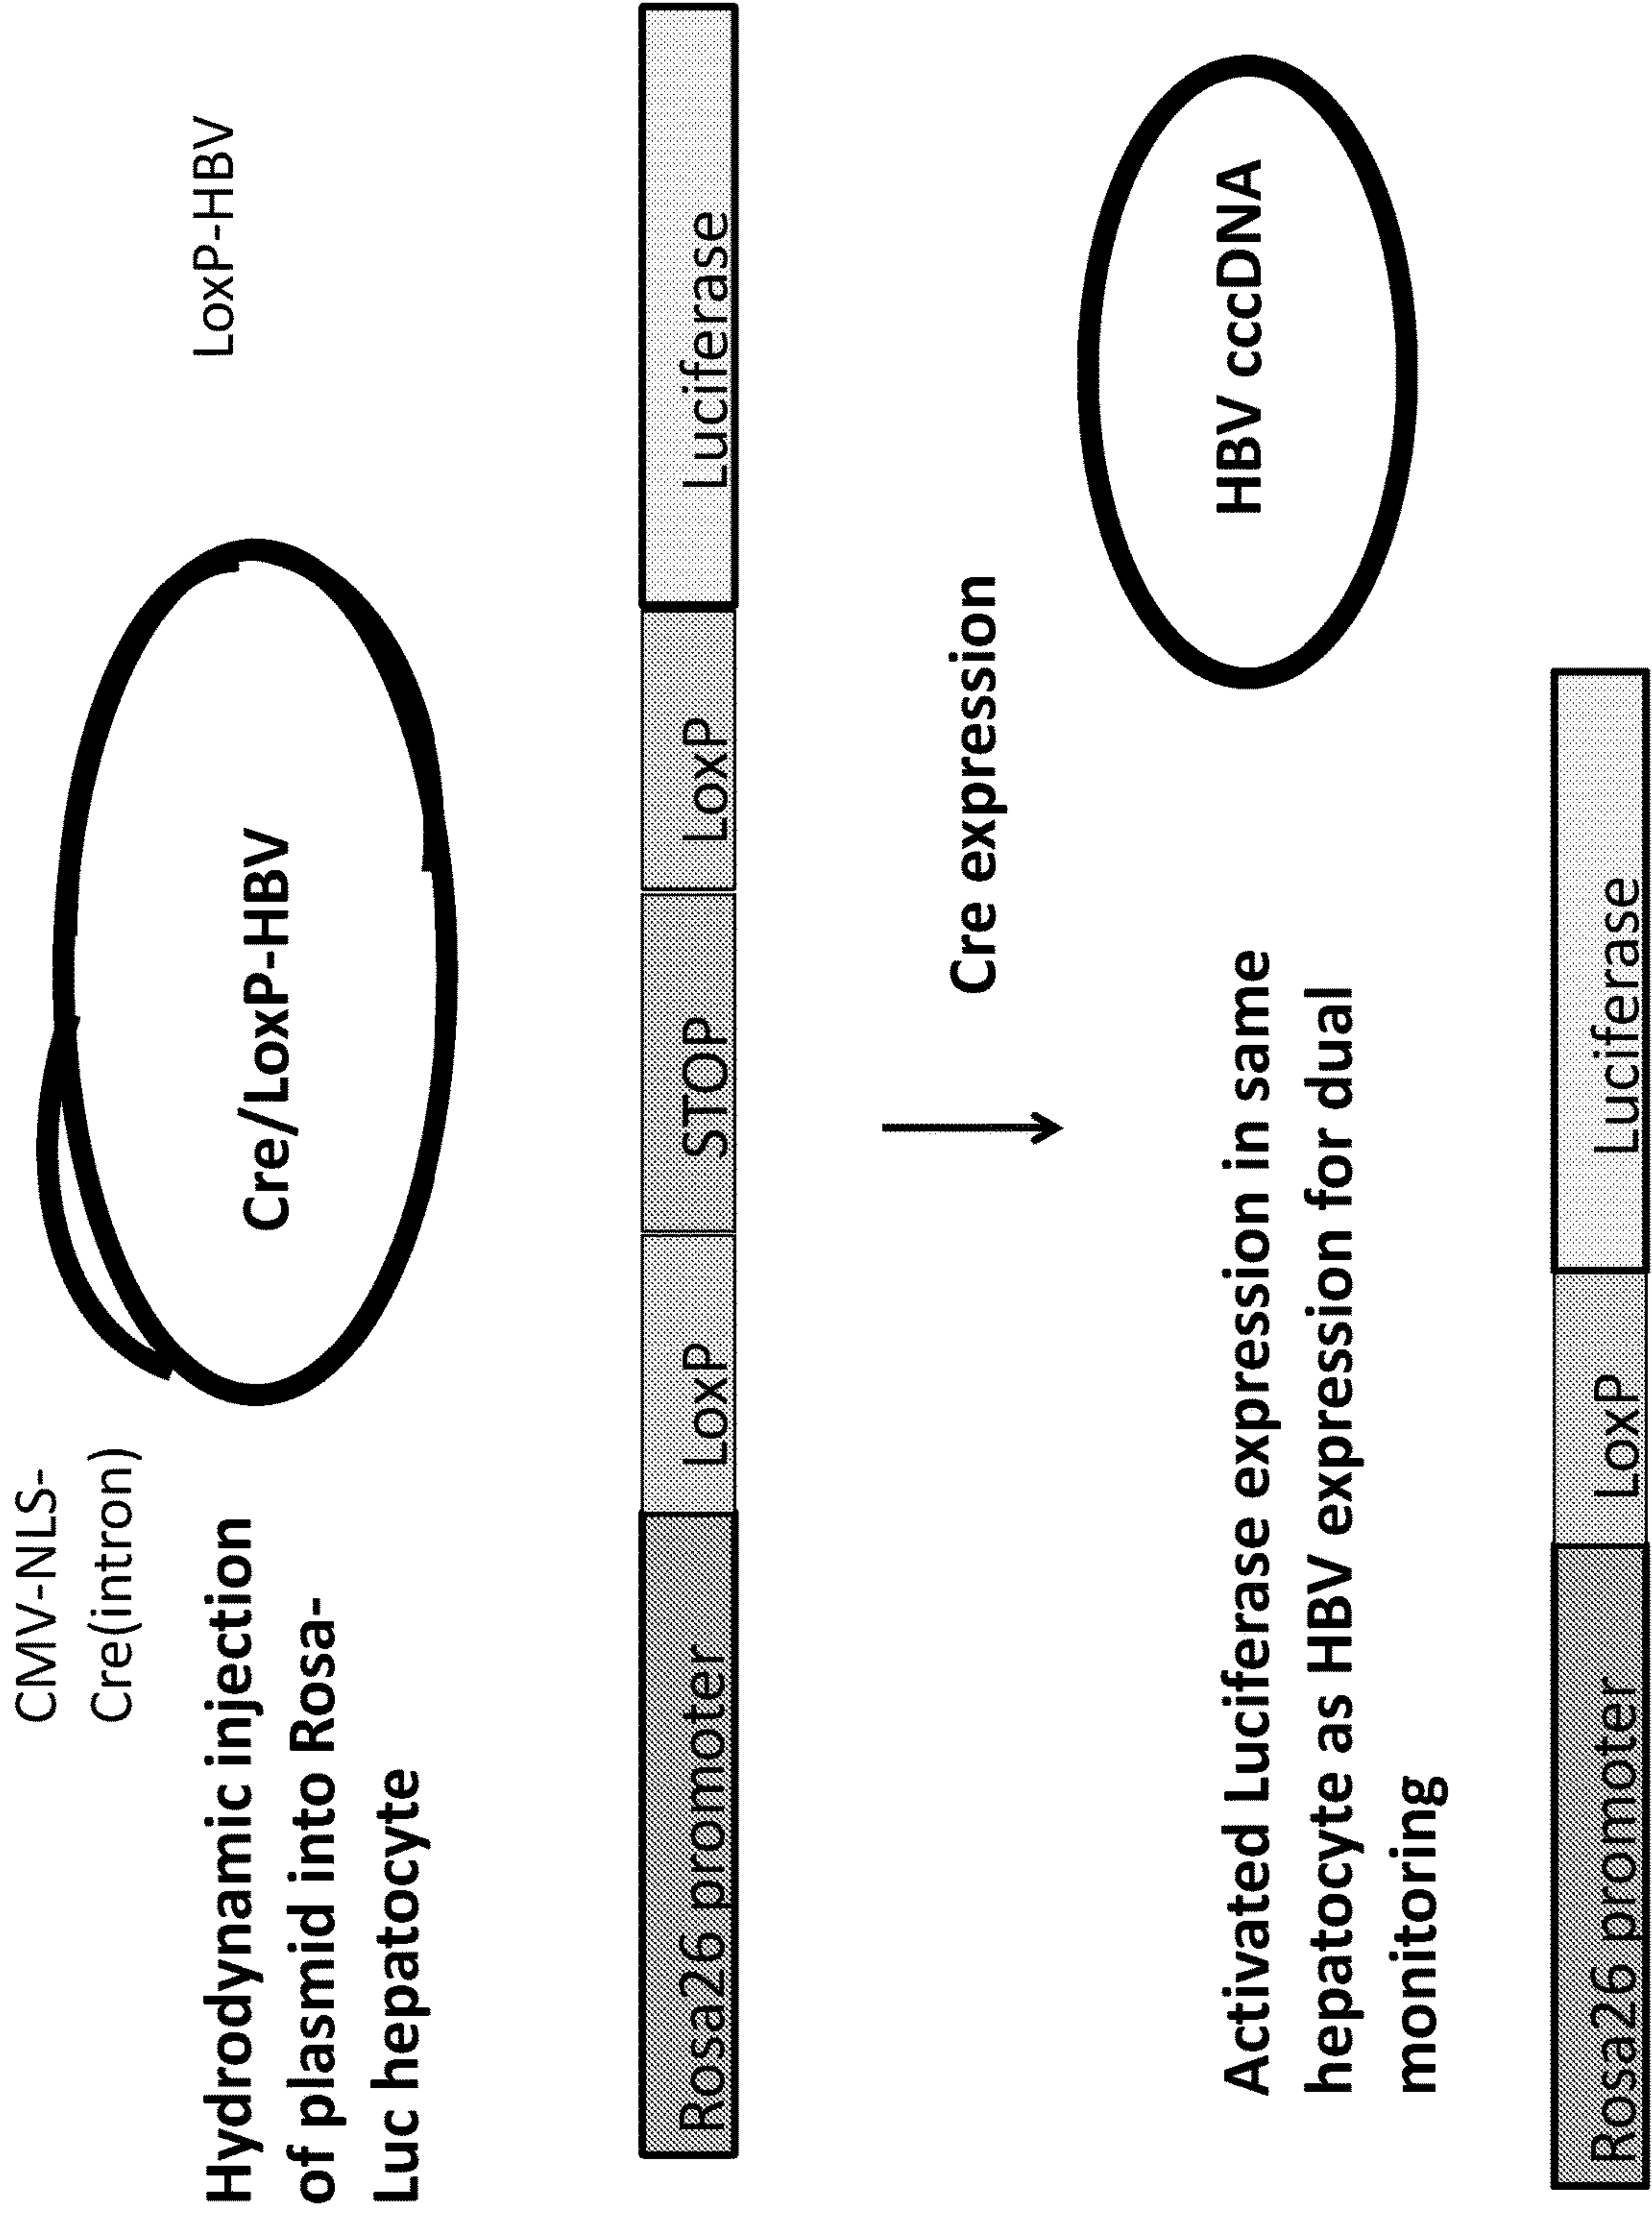 CMV-NLS-
Cre(intron)
Cre/LoxP-HBV
LoxP-HBV
Hydrodynamic injection
of plasmid into Rosa-
Luc hepatocyte
Rosa26 promoter LoxP STOP LoxP Luciferase
Cre expression
Activated Luciferase expression in same
hepatocyte as HBV expression for dual
monitoring
HBV cccDNA
Rosa26 promoter LoxP Luciferase